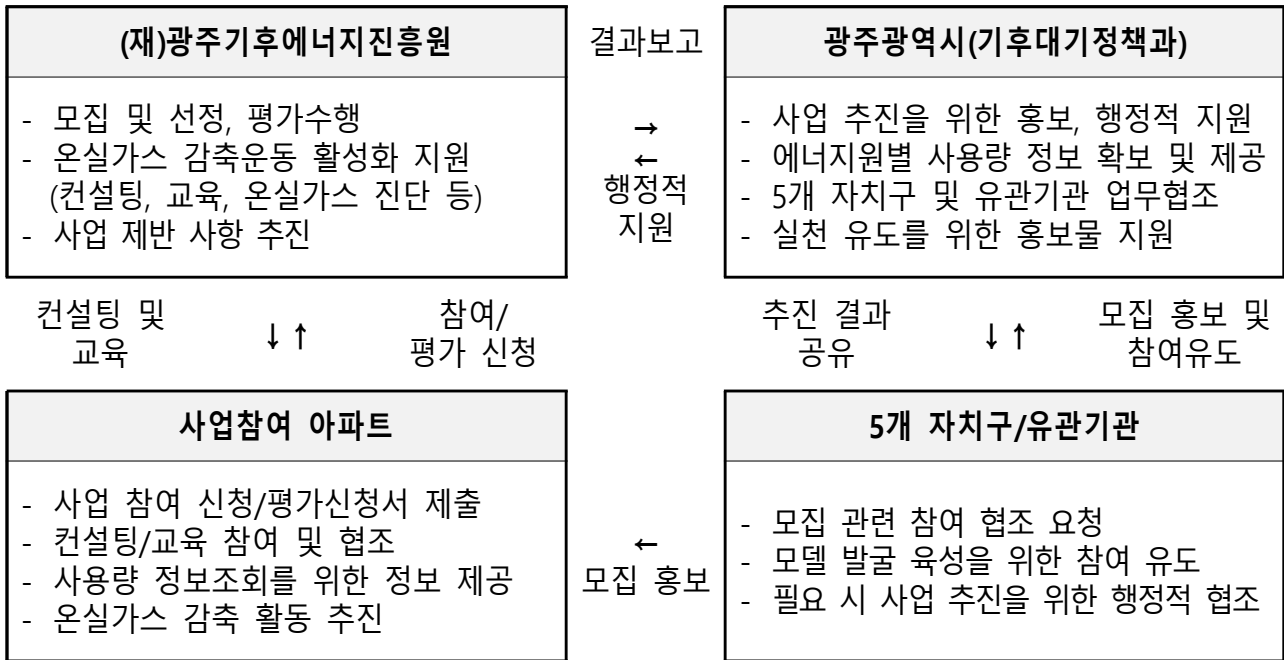 (재)광주기후에너지진흥원
- 모집 및 선정, 평가수행
- 온실가스 감축운동 활성화 지원
(컨설팅, 교육, 온실가스 진단 등)
- 사업 제반 사항 추진
결과보고
→
←
행정적
지원
광주광역시(기후대기정책과)
- 사업 추진을 위한 홍보, 행정적 지원
- 에너지원별 사용량 정보 확보 및 제공
- 5개 자치구 및 유관기관 업무협조
- 실천 유도를 위한 홍보물 지원
컨설팅 및
교육
↓↑
참여/
평가 신청
추진 결과
공유
↓↑
모집 홍보 및
참여유도
사업참여 아파트
- 사업 참여 신청/평가신청서 제출
- 컨설팅/교육 참여 및 협조
- 사용량 정보조회를 위한 정보 제공
- 온실가스 감축 활동 추진
←
모집 홍보
5개 자치구/유관기관
- 모집 관련 참여 협조 요청
- 모델 발굴 육성을 위한 참여 유도
- 필요 시 사업 추진을 위한 행정적 협조